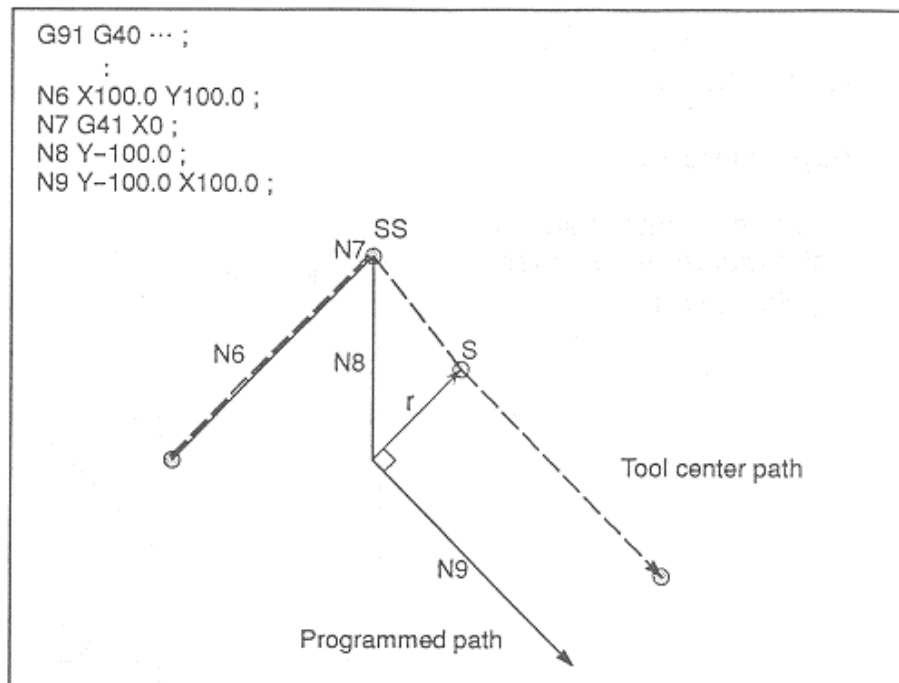 G91 G40 ··· ;
:
N6 X100.0 Y100.0 ;
N7 G41 X0 ;
N8 Y–100.0 ;
N9 Y–100.0 X100.0 ;
SS
N7
N6
N8
S
r
Tool center path
N9
Programmed path